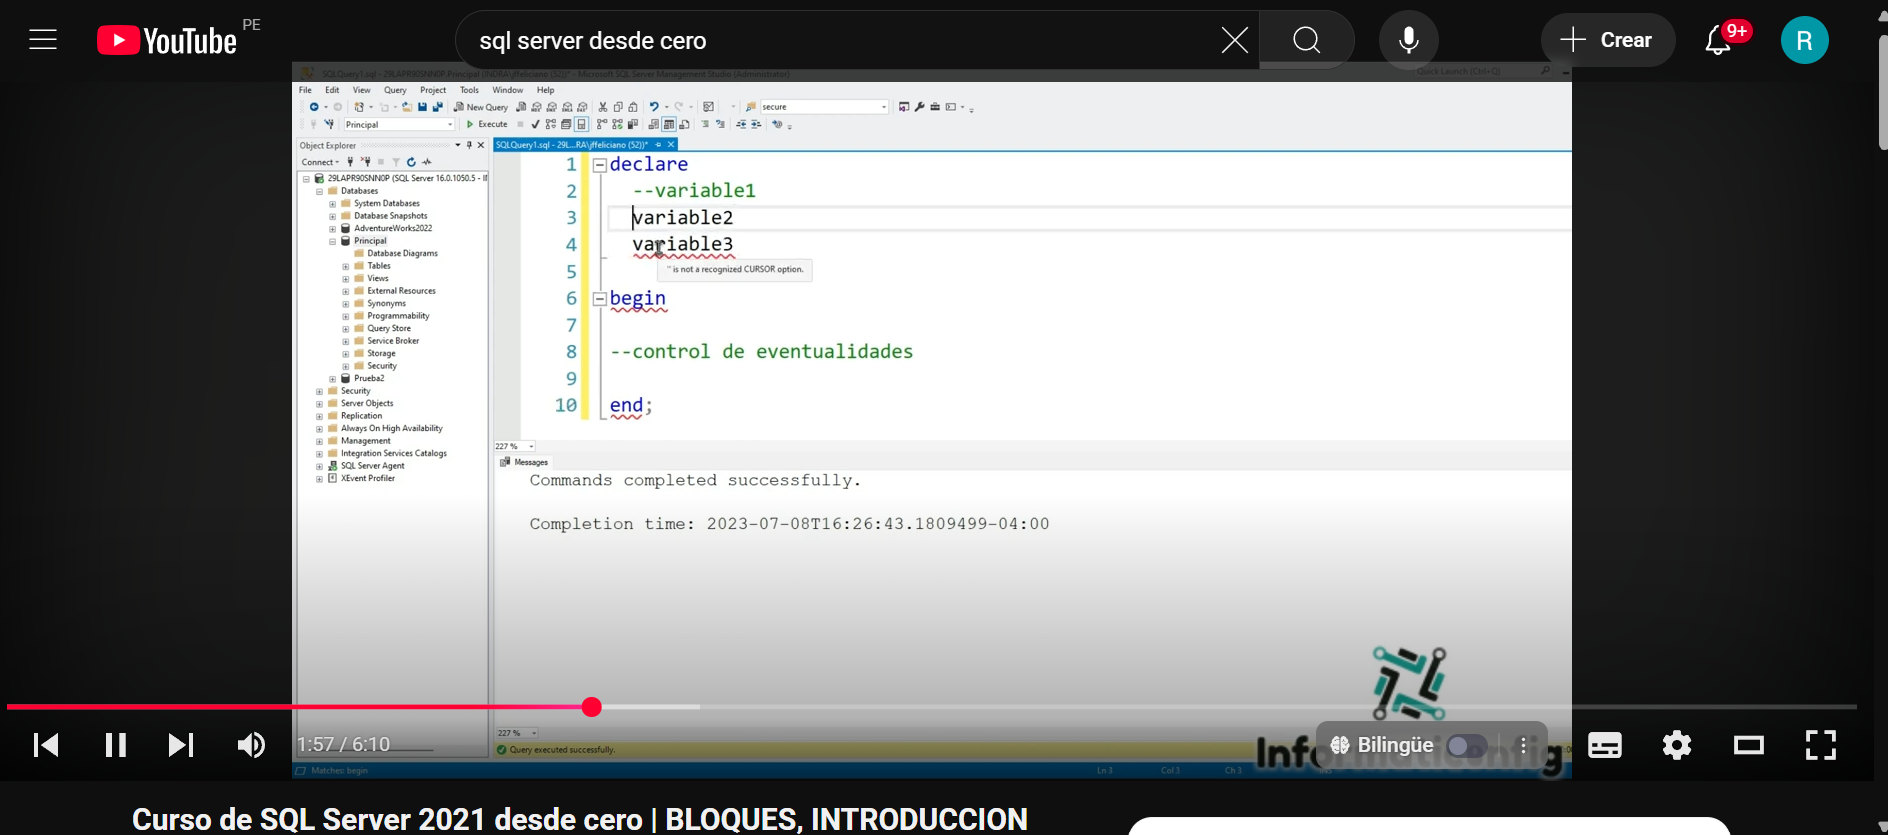 YouTube PE
sql server desde cero
Crear
9+
R
SQLQuery1.sql - 29LAPR90SNN0P.Principal (INDRA\jffeliciano (52))* - Microsoft SQL Server Management Studio (Administrator)
Quick Launch (Ctrl+Q)
File Edit View Query Project Tools Window Help
New Query
secure
Principal
Execute
Object Explorer
SQLQuery1.sql - 29L...RA\jffeliciano (52))*
Connect
29LAPR90SNN0P (SQL Server 16.0.1050.5 - II
Databases
System Databases
Database Snapshots
AdventureWorks2022
Principal
Database Diagrams
Tables
Views
External Resources
Synonyms
Programmability
Query Store
Service Broker
Storage
Security
Prueba2
Security
Server Objects
Replication
Always On High Availability
Management
Integration Services Catalogs
SQL Server Agent
XEvent Profiler
1 declare
2 --variable1
3 variable2
4 variable3
'' is not a recognized CURSOR option.
5
6 begin
7
8 --control de eventualidades
9
10 end;
227 %
Messages
Commands completed successfully.
Completion time: 2023-07-08T16:26:43.1809499-04:00
227 %
Query executed successfully.
Matches: begin
Ln 3 Col 3 Ch 3
1:57 / 6:10
Bilingüe
Curso de SQL Server 2021 desde cero | BLOQUES, INTRODUCCION